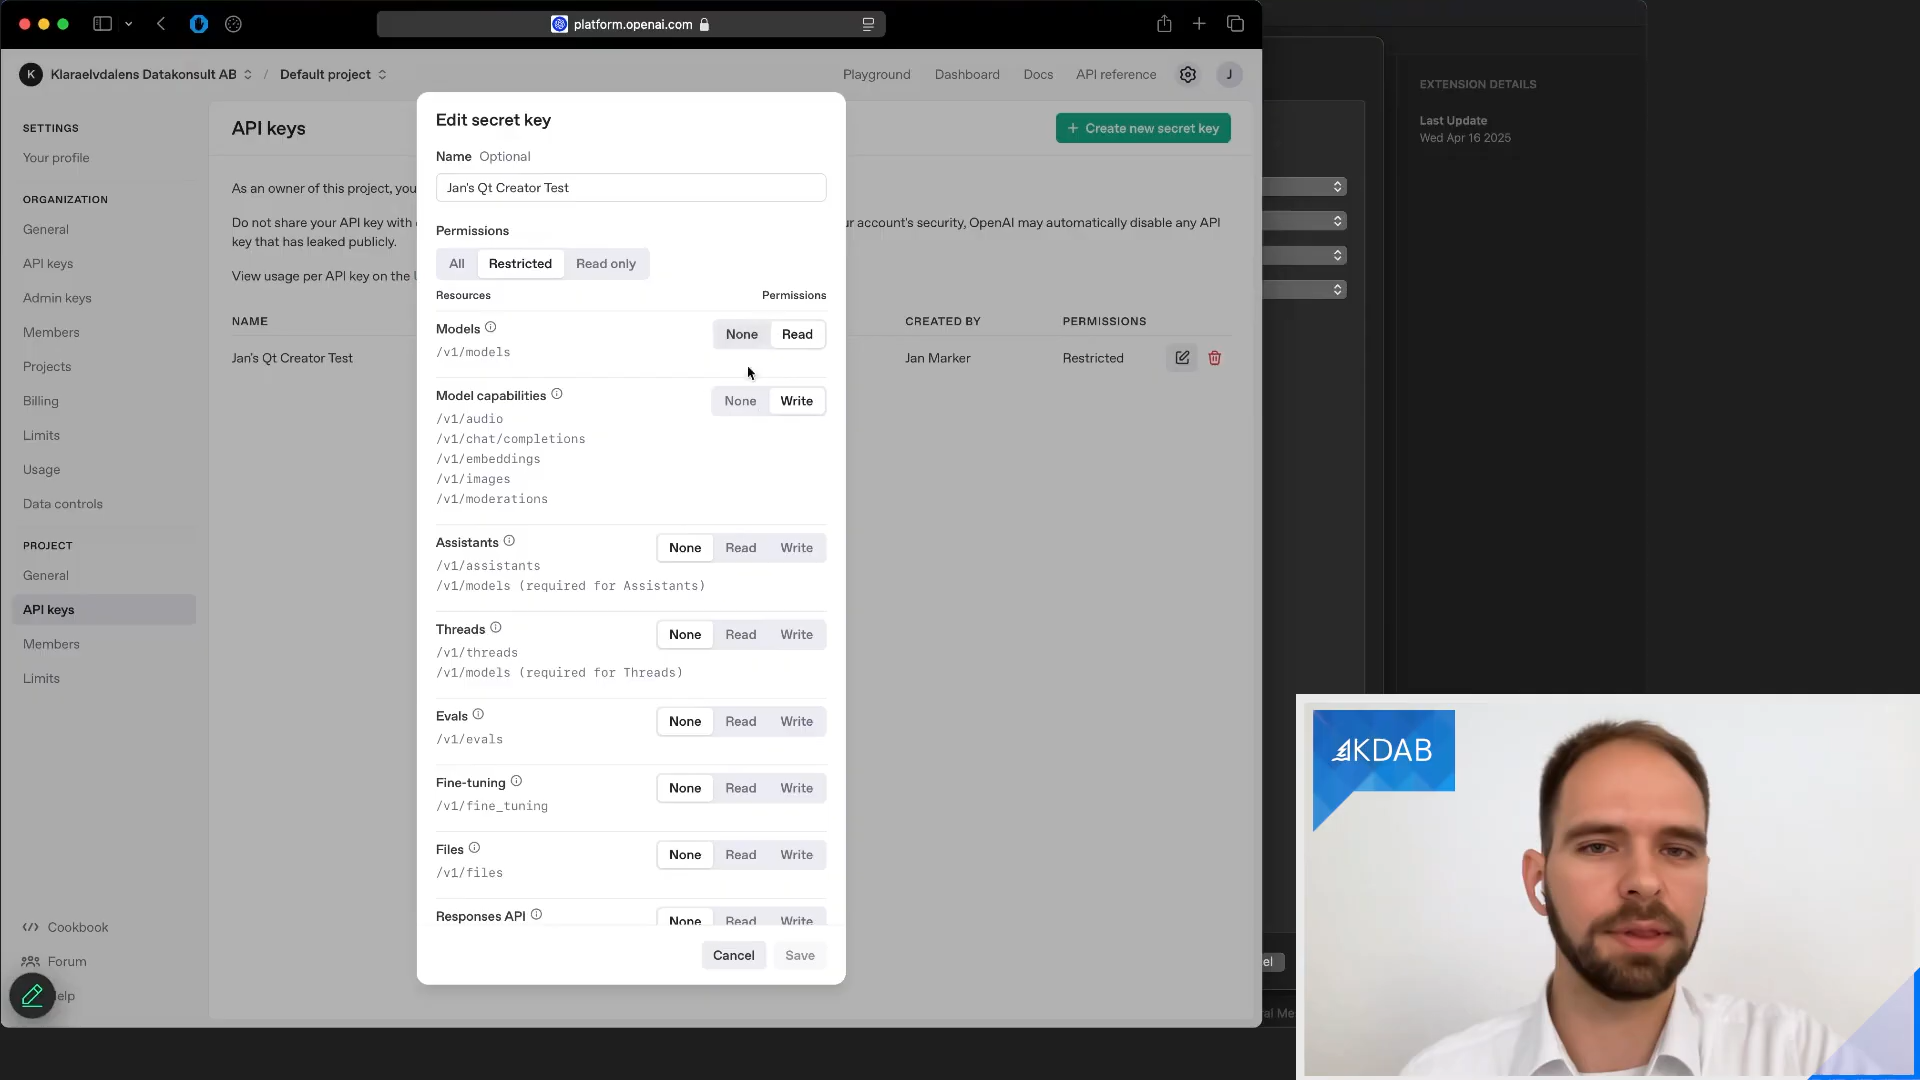 platform.openai.com
K Klaraelvdalens Datakonsult AB / Default project
Playground Dashboard Docs API reference J
SETTINGS
Your profile
ORGANIZATION
General
API keys
Admin keys
Members
Projects
Billing
Limits
Usage
Data controls
PROJECT
General
API keys
Members
Limits
Cookbook
Forum
elp
API keys
+ Create new secret key
As an owner of this project, you
Do not share your API key with
ur account's security, OpenAI may automatically disable any API
key that has leaked publicly.
View usage per API key on the
NAME CREATED BY PERMISSIONS
Jan's Qt Creator Test Jan Marker Restricted
Edit secret key
Name Optional
Jan's Qt Creator Test
Permissions
All Restricted Read only
Resources Permissions
Models None Read
/v1/models
Model capabilities None Write
/v1/audio
/v1/chat/completions
/v1/embeddings
/v1/images
/v1/moderations
Assistants None Read Write
/v1/assistants
/v1/models (required for Assistants)
Threads None Read Write
/v1/threads
/v1/models (required for Threads)
Evals None Read Write
/v1/evals
Fine-tuning None Read Write
/v1/fine_tuning
Files None Read Write
/v1/files
Responses API None Read Write
Cancel Save
EXTENSION DETAILS
Last Update
Wed Apr 16 2025
el
al Me
KDAB